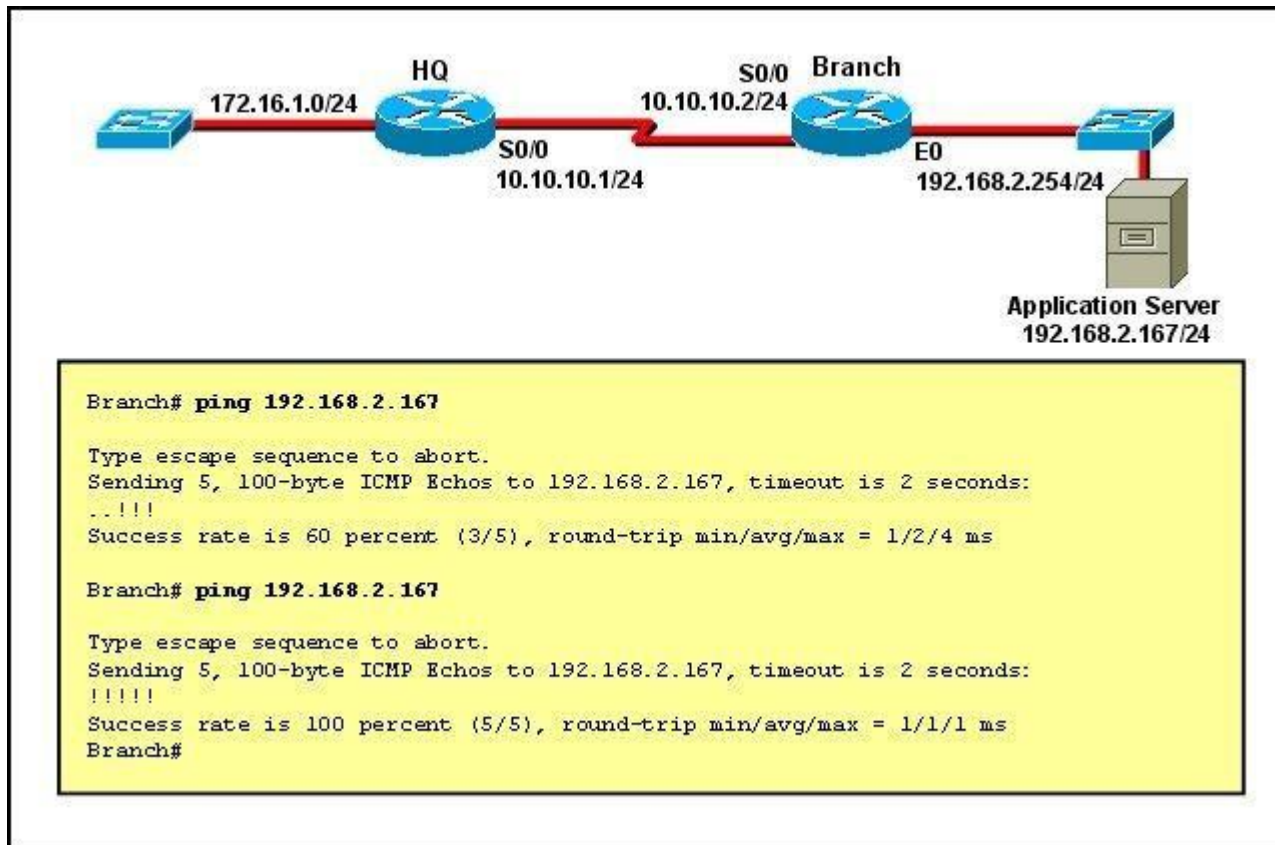 HQ
S0/0 Branch
172.16.1.0/24
10.10.10.2/24
S0/0
10.10.10.1/24
E0
192.168.2.254/24
Application Server
192.168.2.167/24
Branch# ping 192.168.2.167
Type escape sequence to abort.
Sending 5, 100-byte ICMP Echos to 192.168.2.167, timeout is 2 seconds:
..!!!
Success rate is 60 percent (3/5), round-trip min/avg/max = 1/2/4 ms
Branch# ping 192.168.2.167
Type escape sequence to abort.
Sending 5, 100-byte ICMP Echos to 192.168.2.167, timeout is 2 seconds:
!!!!!
Success rate is 100 percent (5/5), round-trip min/avg/max = 1/1/1 ms
Branch#